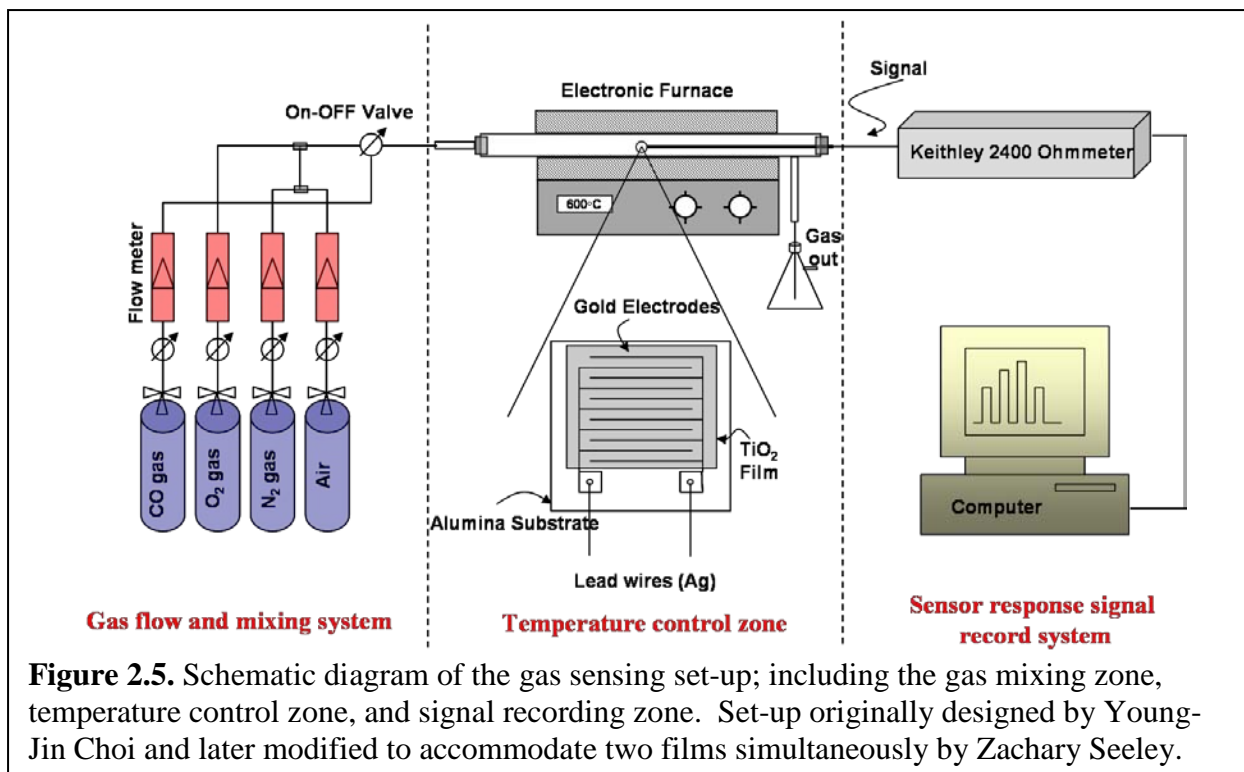 Signal
Electronic Furnace
On-OFF Valve
Keithley 2400 Ohmmeter
600◦C
Flow meter
Gas
out
Gold Electrodes
CO gas
O₂ gas
N₂ gas
Air
TiO₂
Film
Alumina Substrate
Computer
Lead wires (Ag)
Gas flow and mixing system
Temperature control zone
Sensor response signal
record system
Figure 2.5. Schematic diagram of the gas sensing set-up; including the gas mixing zone,
temperature control zone, and signal recording zone. Set-up originally designed by Young-
Jin Choi and later modified to accommodate two films simultaneously by Zachary Seeley.